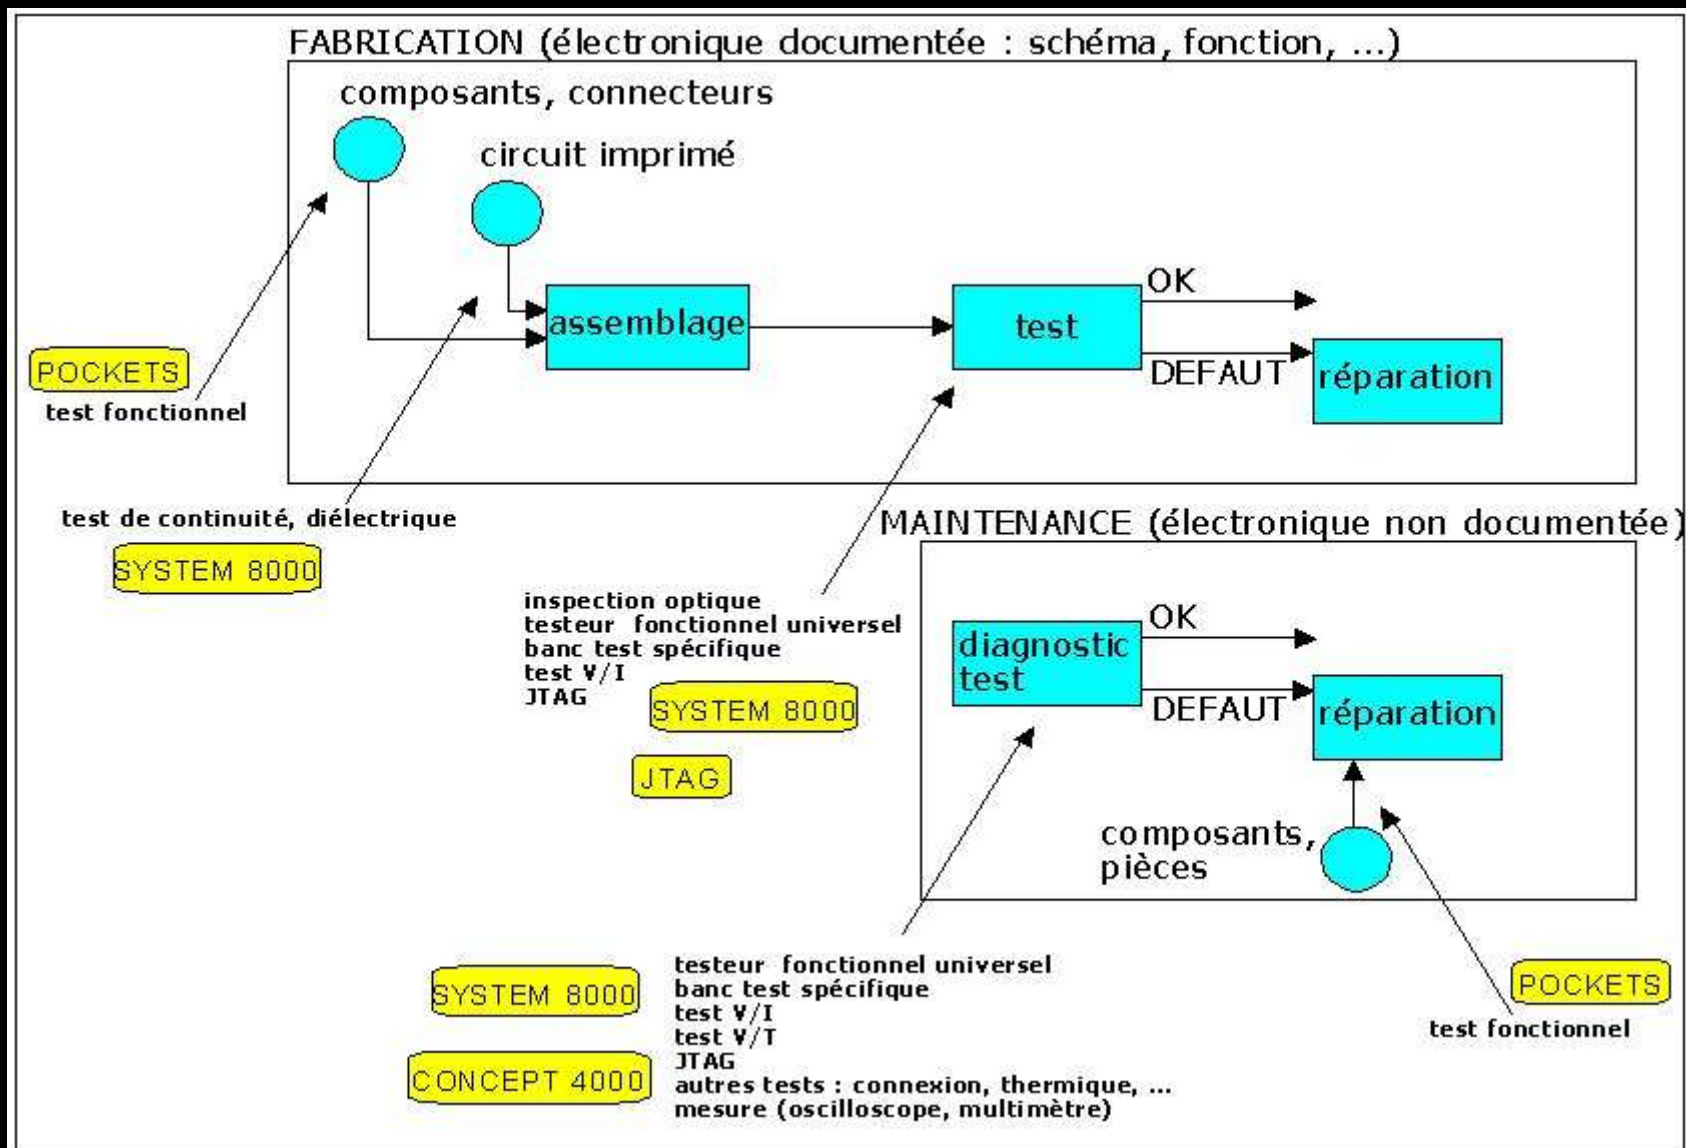 FABRICATION (électronique documentée : schéma, fonction, ...)
composants, connecteurs
circuit imprimé
assemblage
test
OK
DEFAUT
réparation
POCKETS
test fonctionnel
test de continuité, diélectrique
SYSTEM 8000
MAINTENANCE (électronique non documentée)
inspection optique
testeur fonctionnel universel
banc test spécifique
test V/I
JTAG
SYSTEM 8000
JTAG
diagnostic
test
OK
DEFAUT
réparation
composants,
pièces
SYSTEM 8000
CONCEPT 4000
testeur fonctionnel universel
banc test spécifique
test V/I
test V/T
JTAG
autres tests : connexion, thermique, ...
mesure (oscilloscope, multimètre)
POCKETS
test fonctionnel